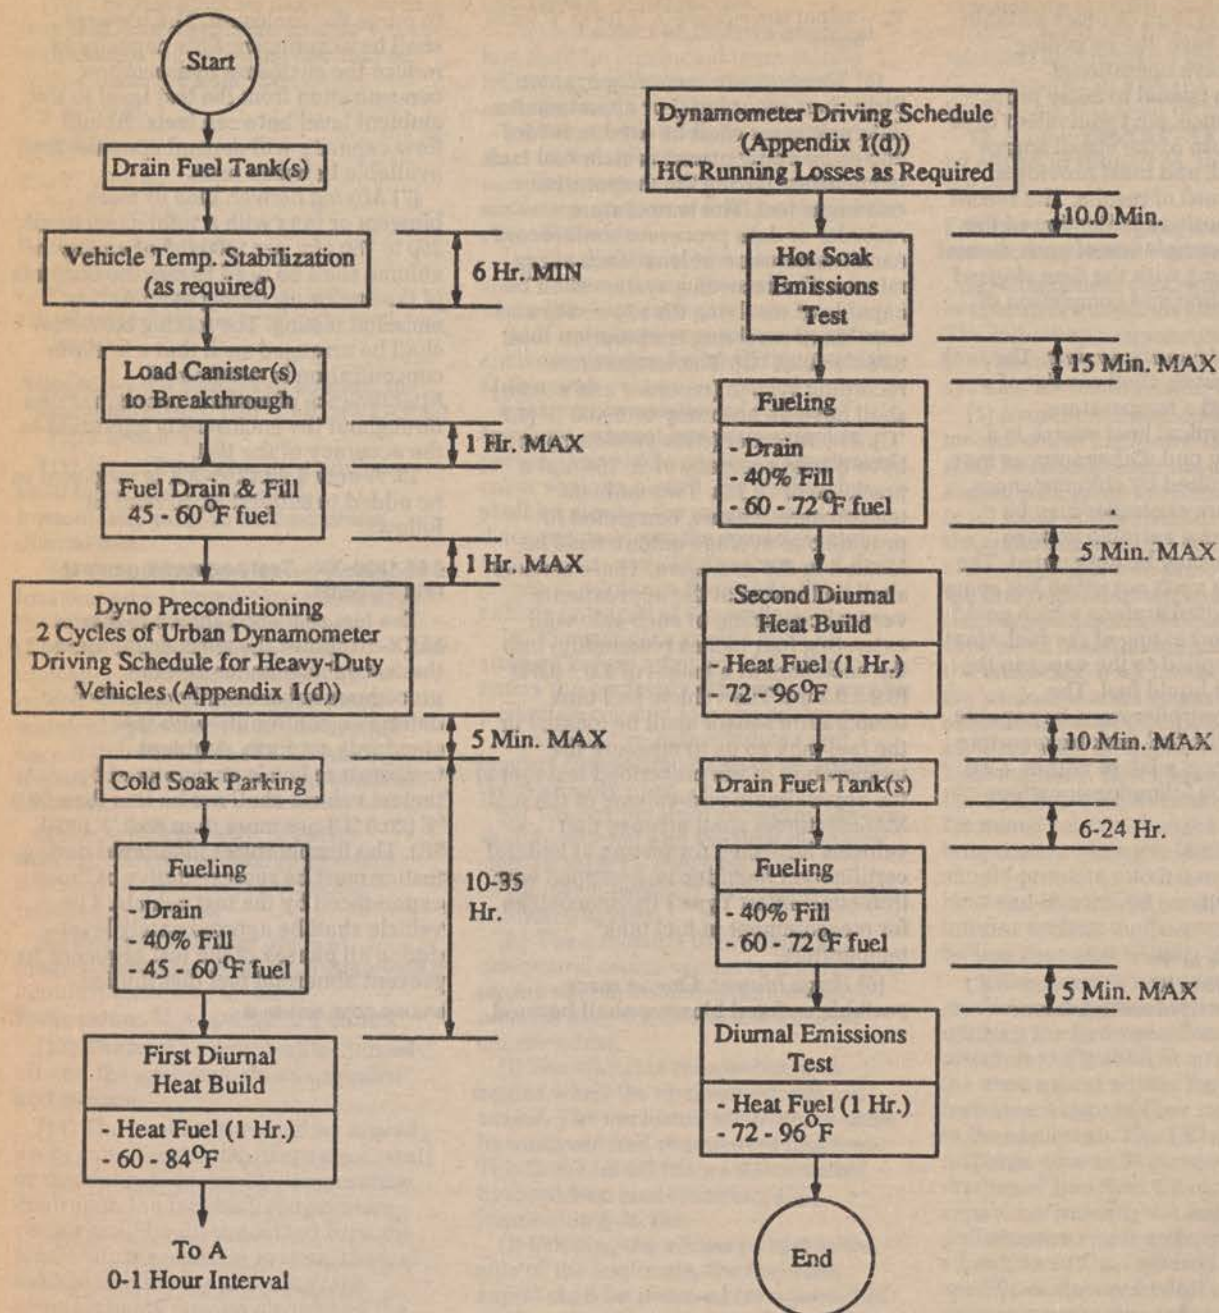 Start
Drain Fuel Tank(s)
Vehicle Temp. Stabilization
(as required)
6 Hr. MIN
Load Canister(s)
to Breakthrough
1 Hr. MAX
Fuel Drain & Fill
45 - 60°F fuel
1 Hr. MAX
Dyno Preconditioning
2 Cycles of Urban Dynamometer
Driving Schedule for Heavy-Duty
Vehicles (Appendix 1(d))
5 Min. MAX
Cold Soak Parking
Fueling
- Drain
- 40% Fill
- 45 - 60°F fuel
10-35
Hr.
First Diurnal
Heat Build
- Heat Fuel (1 Hr.)
- 60 - 84°F
To A
0-1 Hour Interval
Dynamometer Driving Schedule
(Appendix 1(d))
HC Running Losses as Required
10.0 Min.
Hot Soak
Emissions
Test
15 Min. MAX
Fueling
- Drain
- 40% Fill
- 60 - 72°F fuel
5 Min. MAX
Second Diurnal
Heat Build
- Heat Fuel (1 Hr.)
- 72 - 96°F
10 Min. MAX
Drain Fuel Tank(s)
6-24 Hr.
Fueling
- 40% Fill
- 60 - 72°F fuel
5 Min. MAX
Diurnal Emissions
Test
- Heat Fuel (1 Hr.)
- 72 - 96°F
End